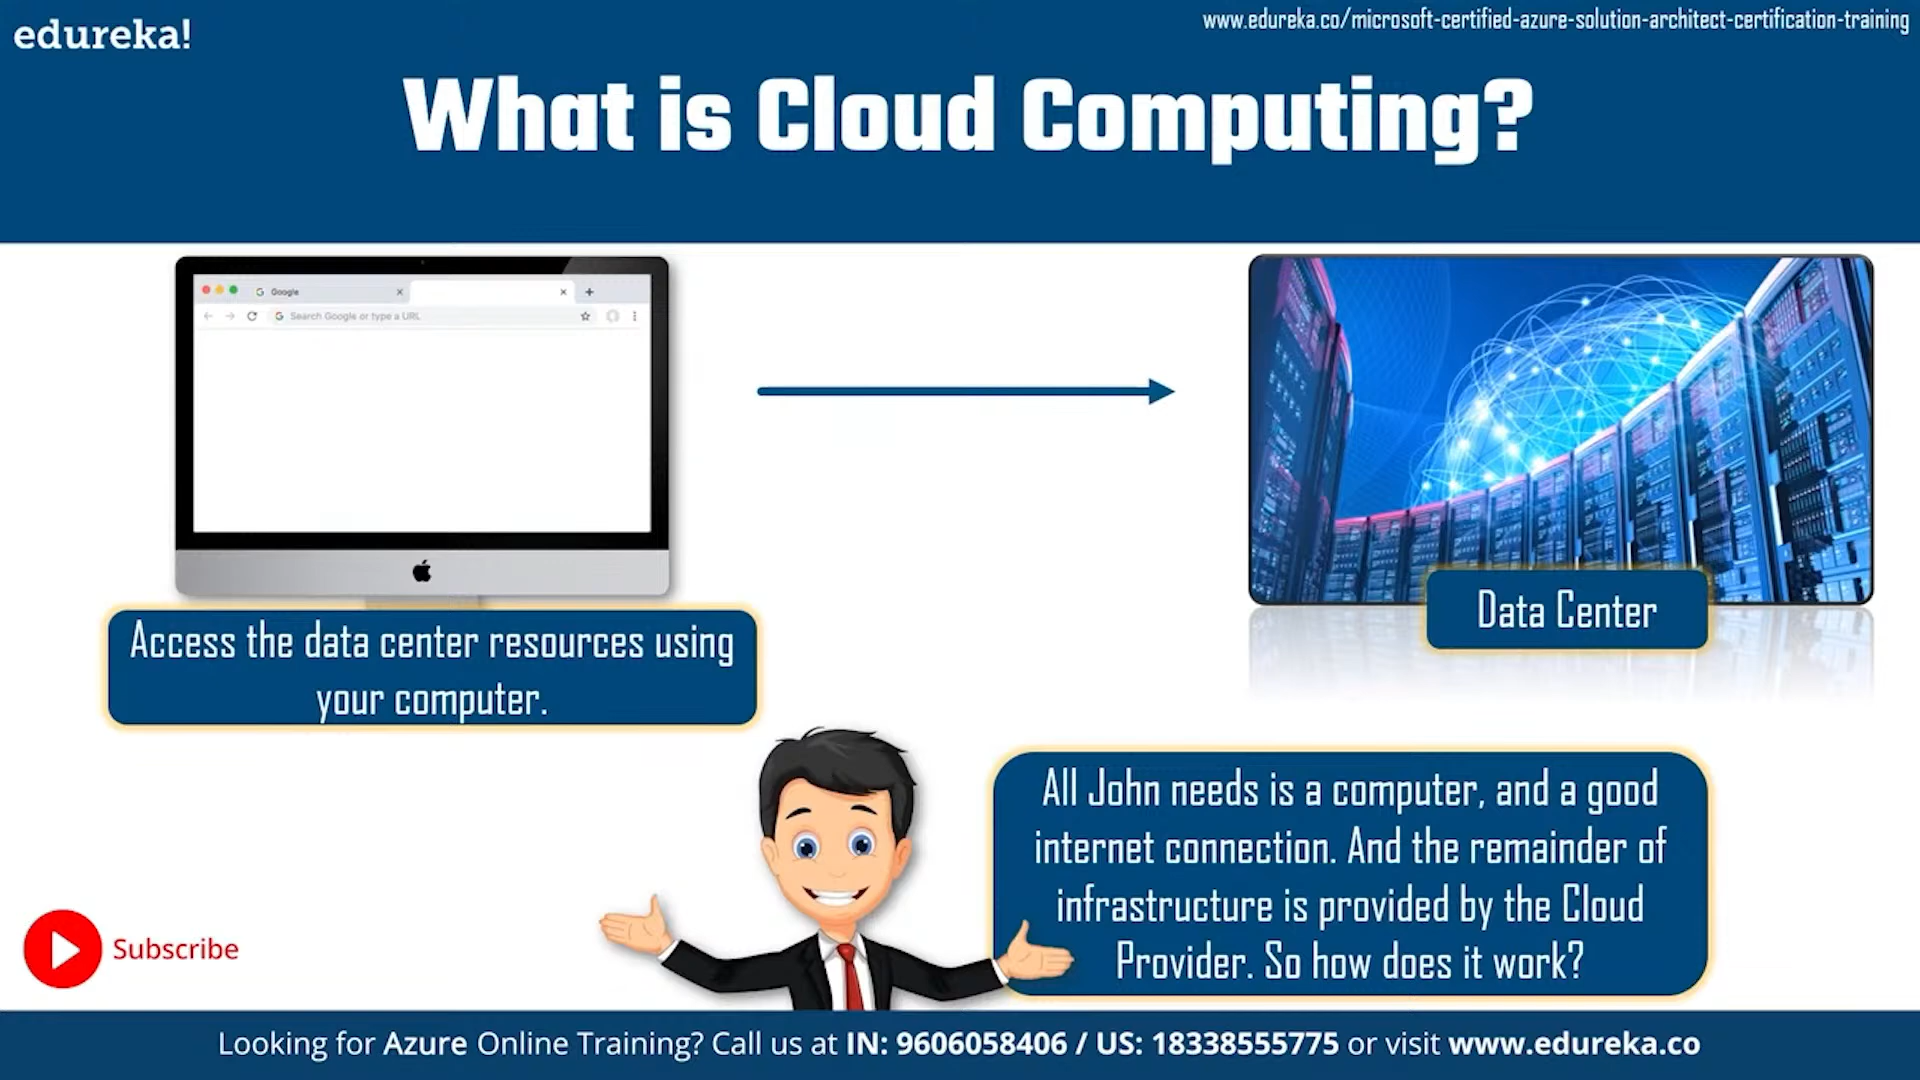 edureka!
www.edureka.co/microsoft-certified-azure-solution-architect-certification-training
What is Cloud Computing?
Google
Search Google or type a URL
Access the data center resources using
your computer.
Data Center
All John needs is a computer, and a good
internet connection. And the remainder of
infrastructure is provided by the Cloud
Provider. So how does it work?
Subscribe
Looking for Azure Online Training? Call us at IN: 9606058406 / US: 18338555775 or visit www.edureka.co